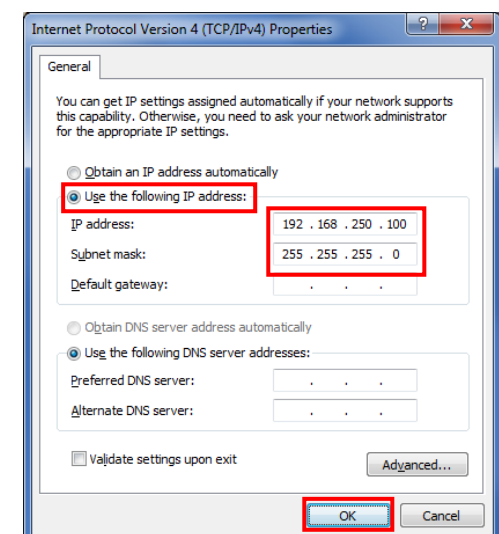 Internet Protocol Version 4 (TCP/IPv4) Properties
?
X
General
You can get IP settings assigned automatically if your network supports
this capability. Otherwise, you need to ask your network administrator
for the appropriate IP settings.
Obtain an IP address automatically
Use the following IP address:
IP address: 192 . 168 . 250 . 100
Subnet mask: 255 . 255 . 255 . 0
Default gateway: . . .
Obtain DNS server address automatically
Use the following DNS server addresses:
Preferred DNS server: . . .
Alternate DNS server: . . .
Validate settings upon exit
Advanced...
OK Cancel